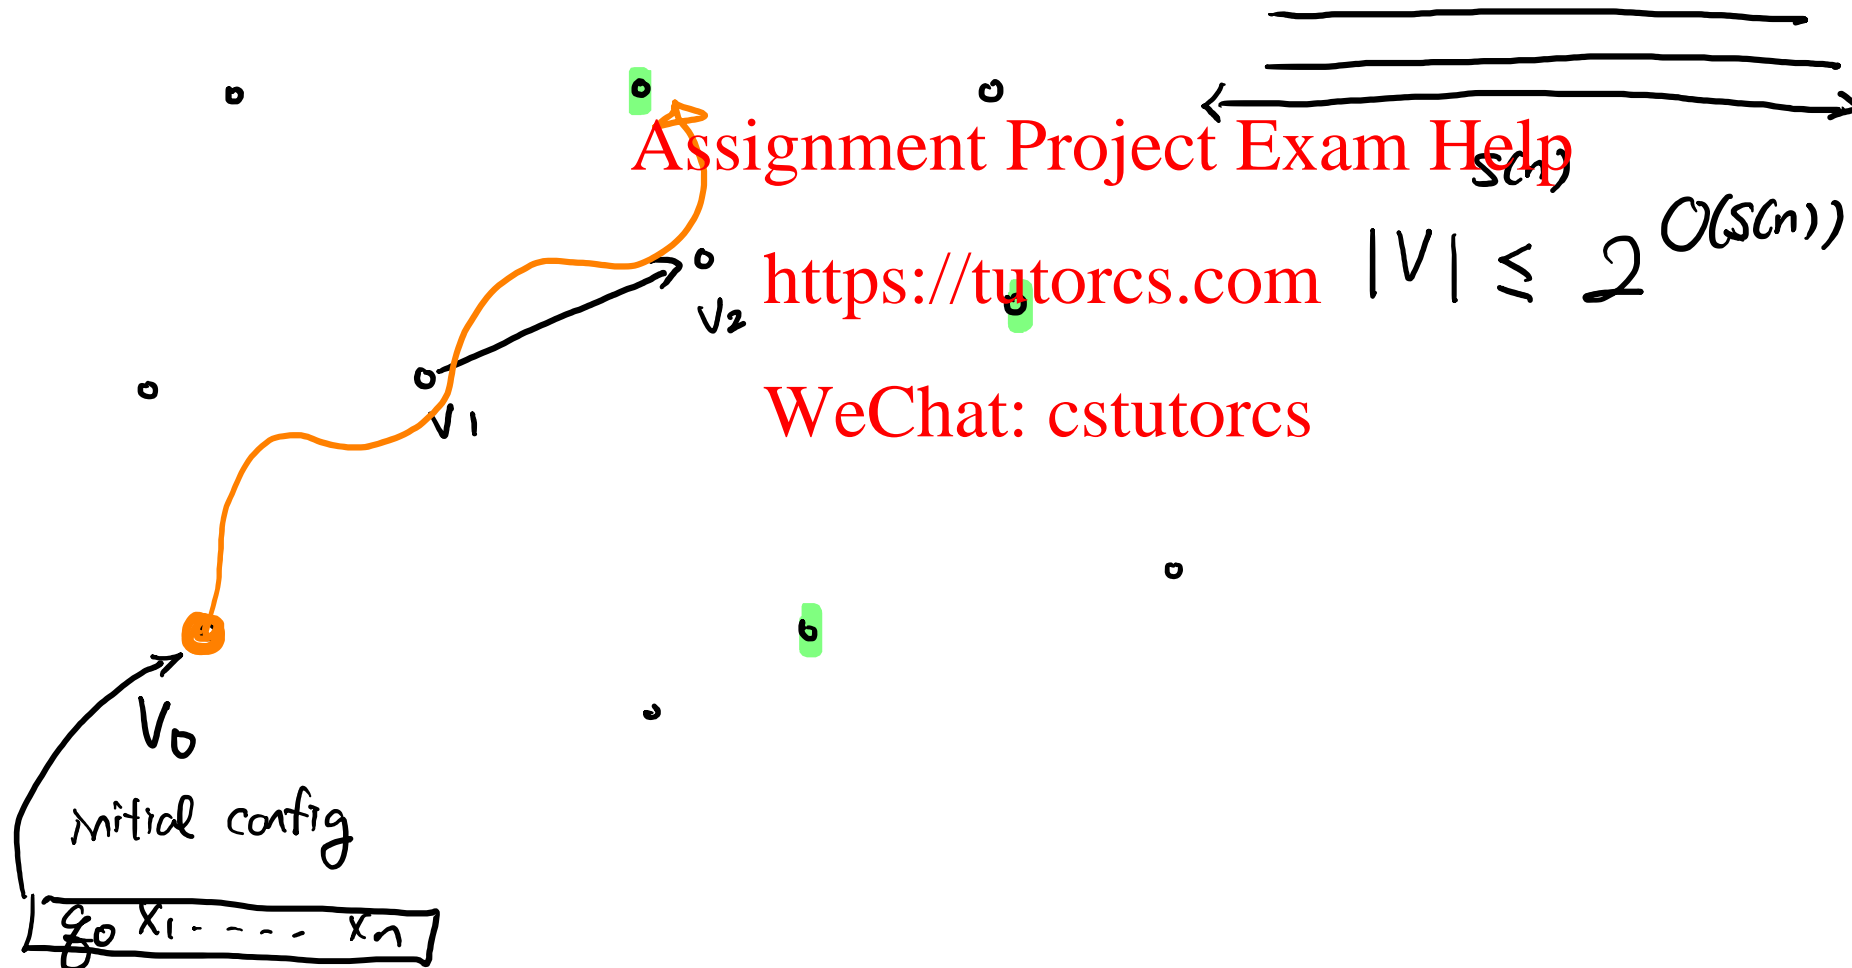 Assignment Project Exam Help
S(n)
|V| ≤ 2^{O(S(n))}
https://tutorcs.com
V2
WeChat: cstutorcs
V1
V0
initial config
q0 x1 - - - - xn